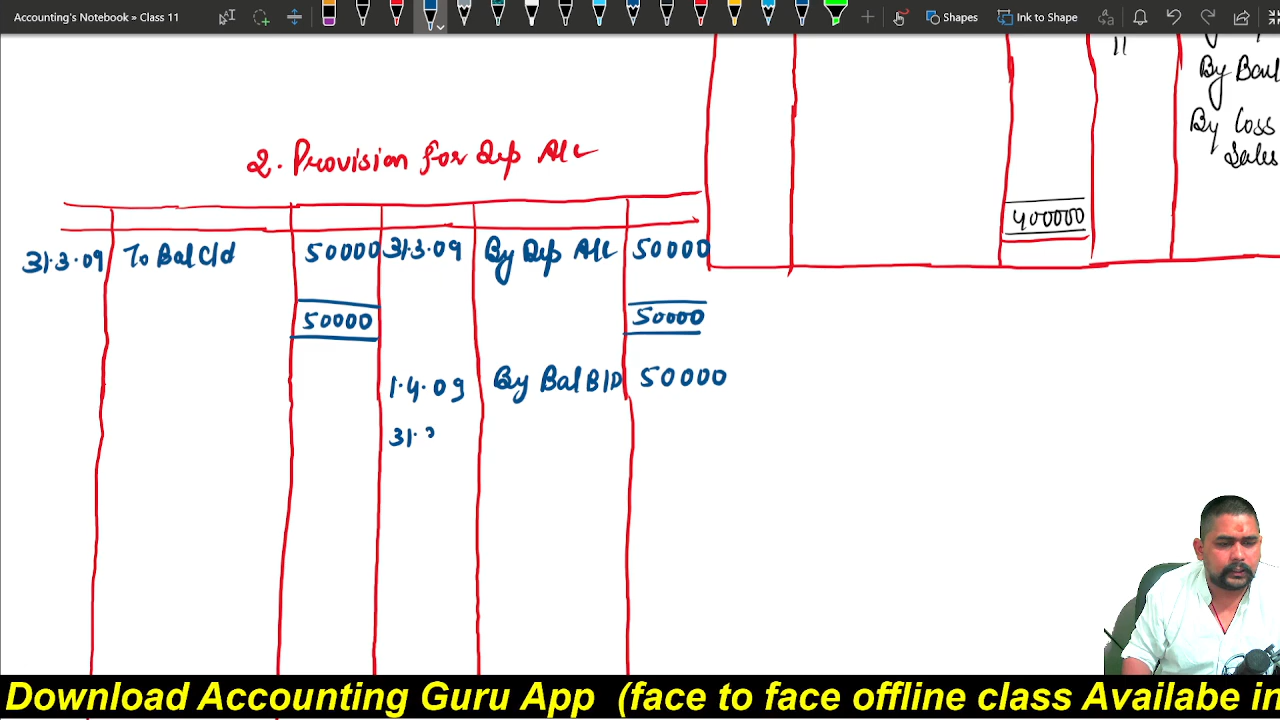 Accounting's Notebook » Class 11
Shapes
Ink to Shape
By
By Loss
Sales
400000
2. Provision for Dep A/c
31.3.09 To Bal C/d 50000 31.3.09 By Dep A/c 50000
50000 50000
1.4.09 By Bal B/D 50000
31.
Download Accounting Guru App (face to face offline class Availabe in